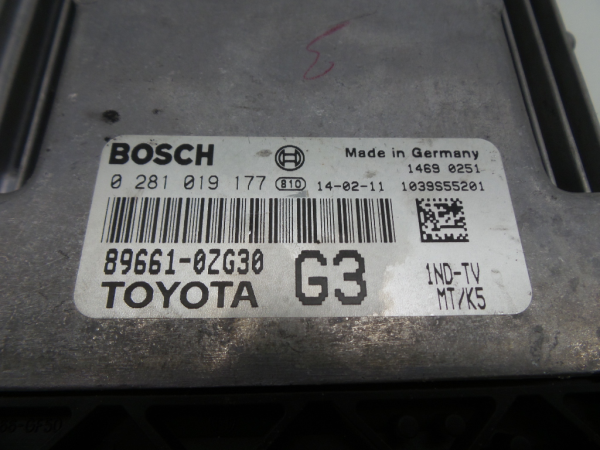 BOSCH
Made in Germany
1469 0251
0 281 019 177 810 14-02-11 1039S55201
89661-0ZG30
G3
1ND-TV
TOYOTA
MT/K5